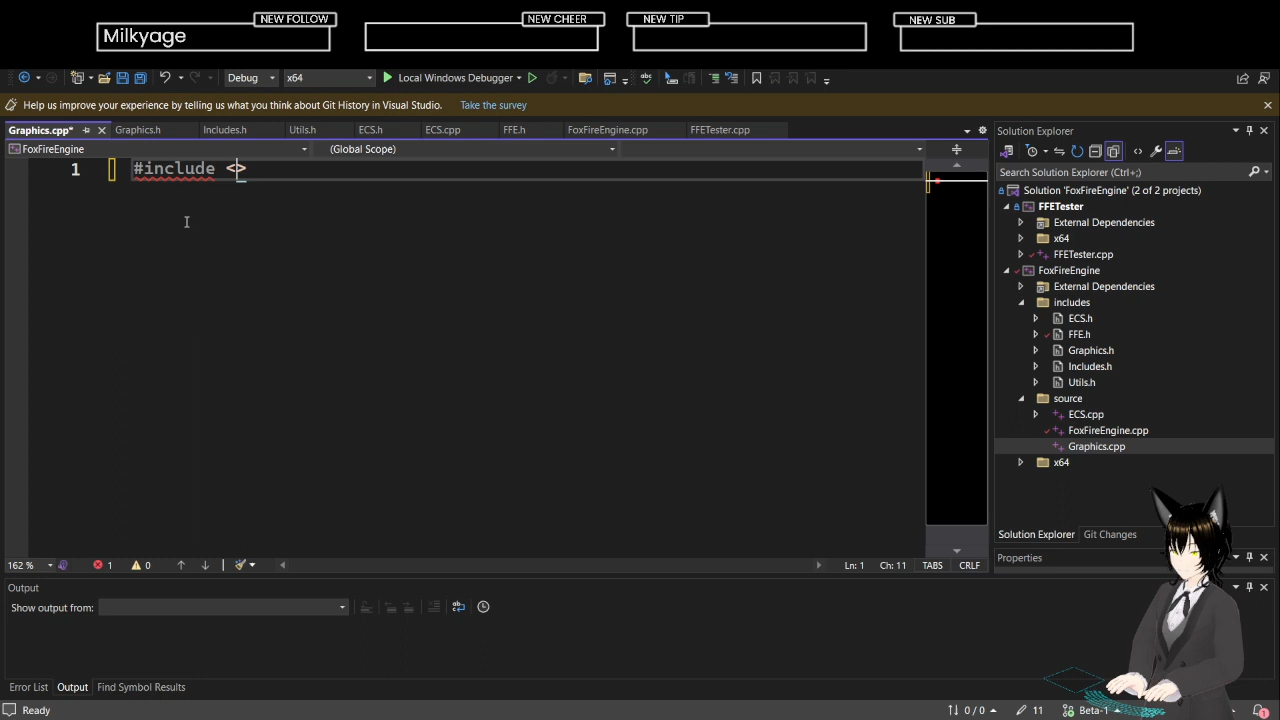 NEW FOLLOW
NEW CHEER
NEW TIP
NEW SUB
Milkyage
Debug
x64
Local Windows Debugger
Help us improve your experience by telling us what you think about Git History in Visual Studio. Take the survey
Graphics.cpp*
Graphics.h
Includes.h
Utils.h
ECS.h
ECS.cpp
FFE.h
FoxFireEngine.cpp
FFETester.cpp
FoxFireEngine
(Global Scope)
1
#include <>
Solution Explorer
Search Solution Explorer (Ctrl+;)
Solution 'FoxFireEngine' (2 of 2 projects)
FFETester
External Dependencies
x64
FFETester.cpp
FoxFireEngine
External Dependencies
includes
ECS.h
FFE.h
Graphics.h
Includes.h
Utils.h
source
ECS.cpp
FoxFireEngine.cpp
Graphics.cpp
x64
Solution Explorer
Git Changes
Properties
162 %
1
0
Ln: 1
Ch: 11
TABS
CRLF
Output
Show output from:
Error List
Output
Find Symbol Results
Ready
0 / 0
11
Beta-1
1